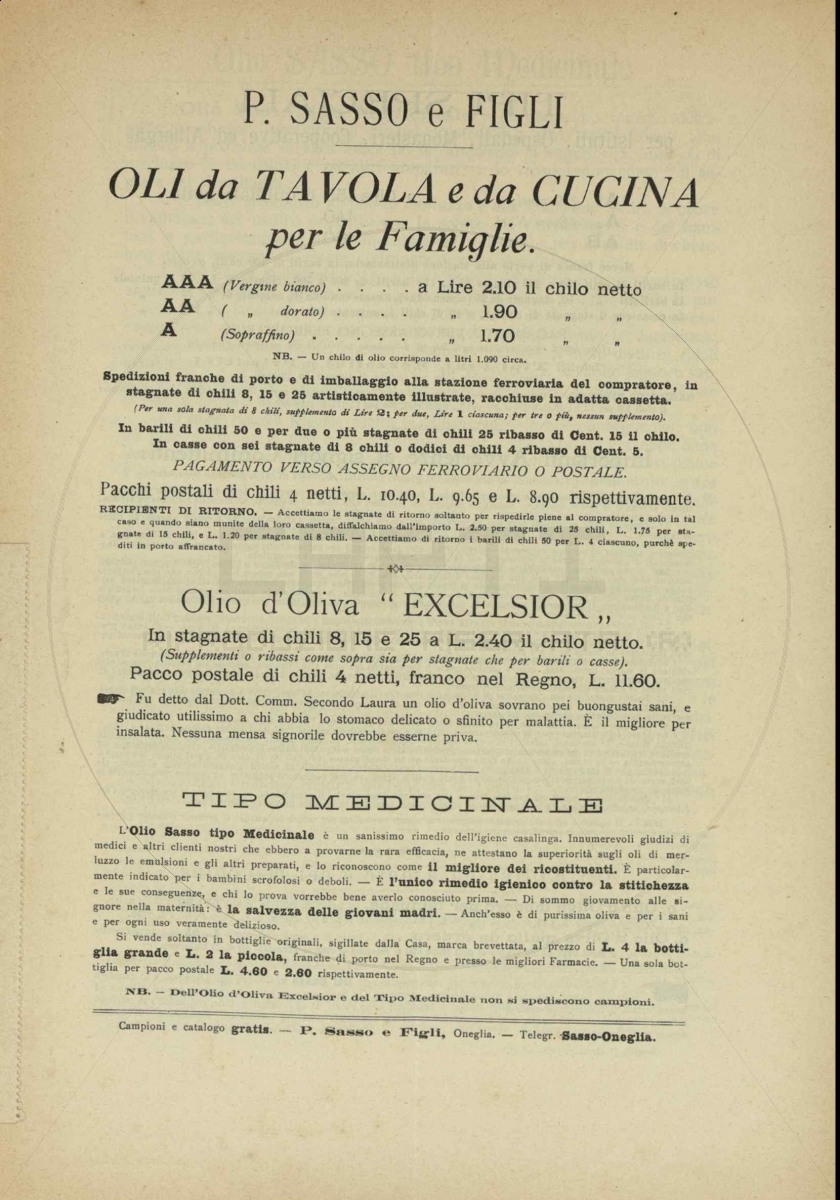 P. SASSO e FIGLI
OLI da TAVOLA e da CUCINA
per le Famiglie.
AAA (Vergine bianco) . . . . a Lire 2.10 il chilo netto
AA ( „ dorato) . . . . „ 1.90 „ „
A (Sopraffino) . . . . . „ 1.70 „ „
NB. — Un chilo di olio corrisponde a litri 1.090 circa.
Spedizioni franche di porto e di imballaggio alla stazione ferroviaria del compratore, in
stagnate di chili 8, 15 e 25 artisticamente illustrate, racchiuse in adatta cassetta.
(Per una sola stagnata di 8 chili, supplemento di Lire 2; per due, Lire 1 ciascuna; per tre o più, nessun supplemento).
In barili di chili 50 e per due o più stagnate di chili 25 ribasso di Cent. 15 il chilo.
In casse con sei stagnate di 8 chili o dodici di chili 4 ribasso di Cent. 5.
PAGAMENTO VERSO ASSEGNO FERROVIARIO O POSTALE.
Pacchi postali di chili 4 netti, L. 10.40, L. 9.65 e L. 8.90 rispettivamente.
RECIPIENTI DI RITORNO. — Accettiamo le stagnate di ritorno soltanto per rispedirle piene al compratore, e solo in tal
caso e quando siano munite della loro cassetta, diffalchiamo dall'importo L. 2.50 per stagnate di 25 chili, L. 1.75 per sta-
gnate di 15 chili, e L. 1.20 per stagnate di 8 chili. — Accettiamo di ritorno i barili di chili 50 per L. 4 ciascuno, purchè spe-
diti in porto affrancato.
Olio d'Oliva “ EXCELSIOR „
In stagnate di chili 8, 15 e 25 a L. 2.40 il chilo netto.
(Supplementi o ribassi come sopra sia per stagnate che per barili o casse).
Pacco postale di chili 4 netti, franco nel Regno, L. 11.60.
Fu detto dal Dott. Comm. Secondo Laura un olio d'oliva sovrano pei buongustai sani, e
giudicato utilissimo a chi abbia lo stomaco delicato o sfinito per malattia. È il migliore per
insalata. Nessuna mensa signorile dovrebbe esserne priva.
TIPO MEDICINALE
L'Olio Sasso tipo Medicinale è un sanissimo rimedio dell'igiene casalinga. Innumerevoli giudizi di
medici e altri clienti nostri che ebbero a provarne la rara efficacia, ne attestano la superiorità sugli oli di mer-
luzzo le emulsioni e gli altri preparati, e lo riconoscono come il migliore dei ricostituenti. È particolar-
mente indicato per i bambini scrofolosi o deboli. — È l'unico rimedio igienico contro la stitichezza
e le sue conseguenze, e chi lo prova vorrebbe bene averlo conosciuto prima. — Di sommo giovamento alle si-
gnore nella maternità: è la salvezza delle giovani madri. — Anch'esso è di purissima oliva e per i sani
e per ogni uso veramente delizioso.
Si vende soltanto in bottiglie originali, sigillate dalla Casa, marca brevettata, al prezzo di L. 4 la botti-
glia grande e L. 2 la piccola, franche di porto nel Regno e presso le migliori Farmacie. — Una sola bot-
tiglia per pacco postale L. 4.60 e 2.60 rispettivamente.
NB. — Dell'Olio d'Oliva Excelsior e del Tipo Medicinale non si spediscono campioni.
Campioni e catalogo gratis. — P. Sasso e Figli, Oneglia. — Telegr. Sasso-Oneglia.